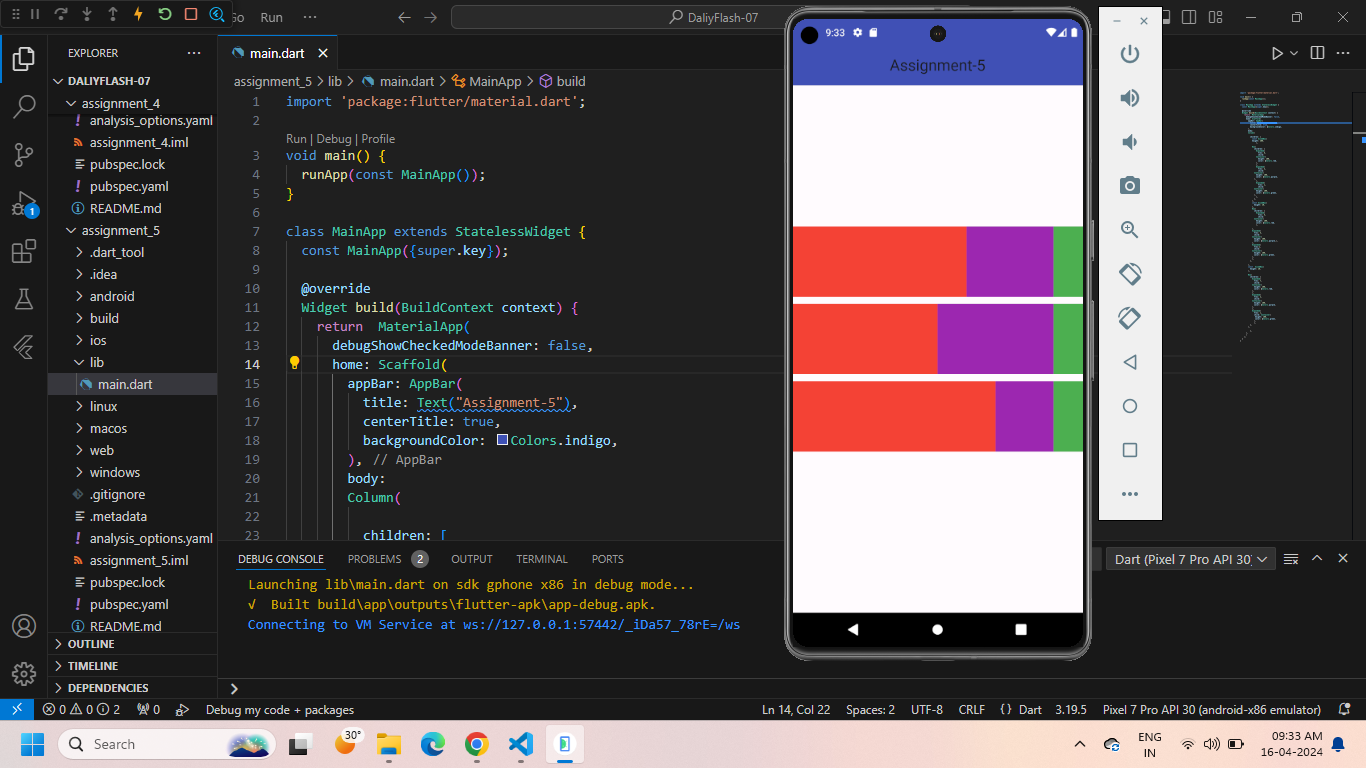 Go Run ···
DaliyFlash-07
EXPLORER
DALIYFLASH-07
assignment_4
analysis_options.yaml
assignment_4.iml
pubspec.lock
pubspec.yaml
README.md
assignment_5
.dart_tool
.idea
android
build
ios
lib
main.dart
linux
macos
web
windows
.gitignore
.metadata
analysis_options.yaml
assignment_5.iml
pubspec.lock
pubspec.yaml
README.md
OUTLINE
TIMELINE
DEPENDENCIES
1
main.dart
assignment_5 > lib > main.dart > MainApp > build
1 import 'package:flutter/material.dart';
2
Run | Debug | Profile
3 void main() {
4 runApp(const MainApp());
5 }
6
7 class MainApp extends StatelessWidget {
8 const MainApp({super.key});
9
10 @override
11 Widget build(BuildContext context) {
12 return  MaterialApp(
13 debugShowCheckedModeBanner: false,
14 home: Scaffold(
15 appBar: AppBar(
16 title: Text("Assignment-5"),
17 centerTitle: true,
18 backgroundColor: Colors.indigo,
19 ), // AppBar
20 body:
21 Column(
22
23 children: [
DEBUG CONSOLE PROBLEMS 2 OUTPUT TERMINAL PORTS
Dart (Pixel 7 Pro API 30)
Launching lib\main.dart on sdk gphone x86 in debug mode...
√  Built build\app\outputs\flutter-apk\app-debug.apk.
Connecting to VM Service at ws://127.0.0.1:57442/_iDa57_78rE=/ws
9:33
Assignment-5
0 0 2 0 Debug my code + packages
Ln 14, Col 22 Spaces: 2 UTF-8 CRLF {} Dart 3.19.5 Pixel 7 Pro API 30 (android-x86 emulator)
Search
30°
ENG
IN
09:33 AM
16-04-2024